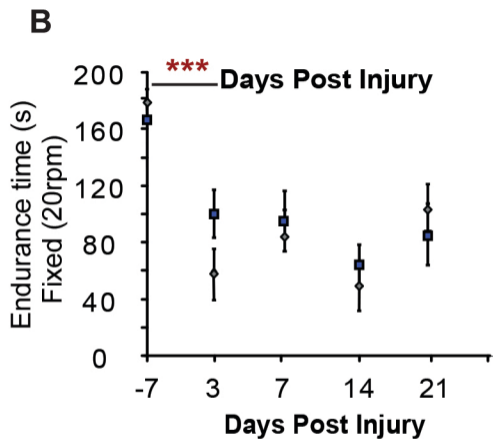 B
***
Days Post Injury
Endurance time (s)
Fixed (20rpm)
200
160
120
80
40
0
-7 3 7 14 21
Days Post Injury